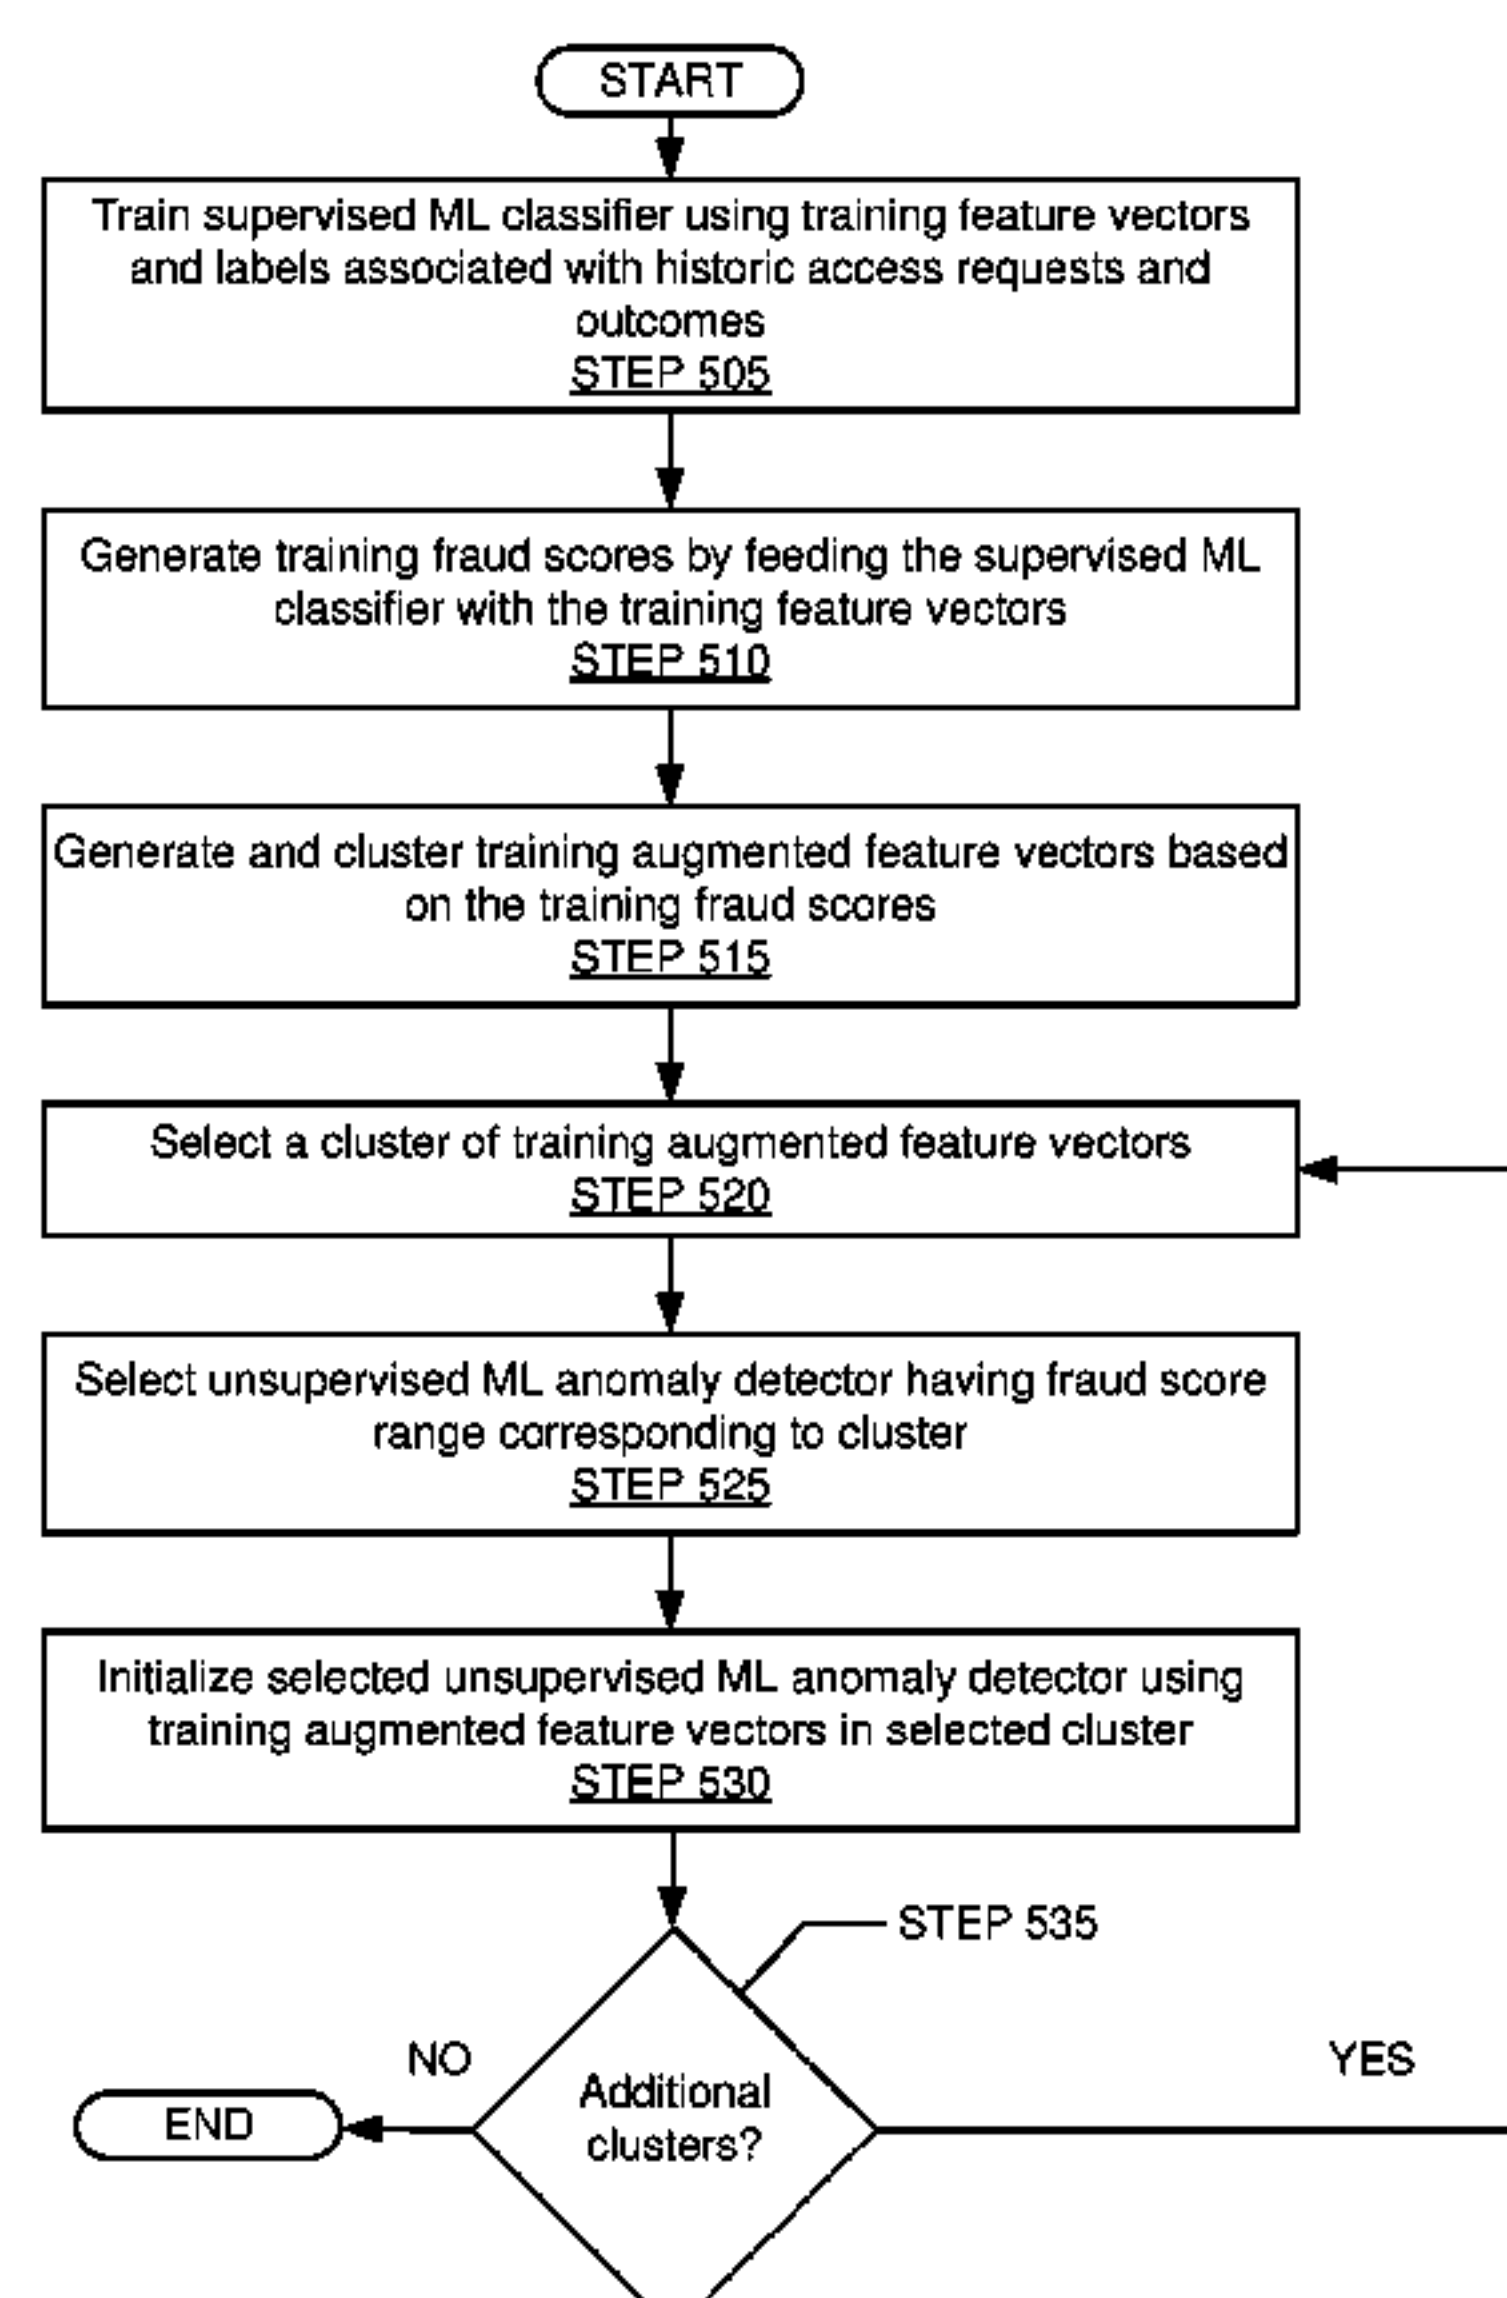 START
Train supervised ML classifier using training feature vectors
and labels associated with historic access requests and
outcomes
STEP 505
Generate training fraud scores by feeding the supervised ML
classifier with the training feature vectors
STEP 510
Generate and cluster training augmented feature vectors based
on the training fraud scores
STEP 515
Select a cluster of training augmented feature vectors
STEP 520
Select unsupervised ML anomaly detector having fraud score
range corresponding to cluster
STEP 525
Initialize selected unsupervised ML anomaly detector using
training augmented feature vectors in selected cluster
STEP 530
STEP 535
NO
YES
Additional
clusters?
END